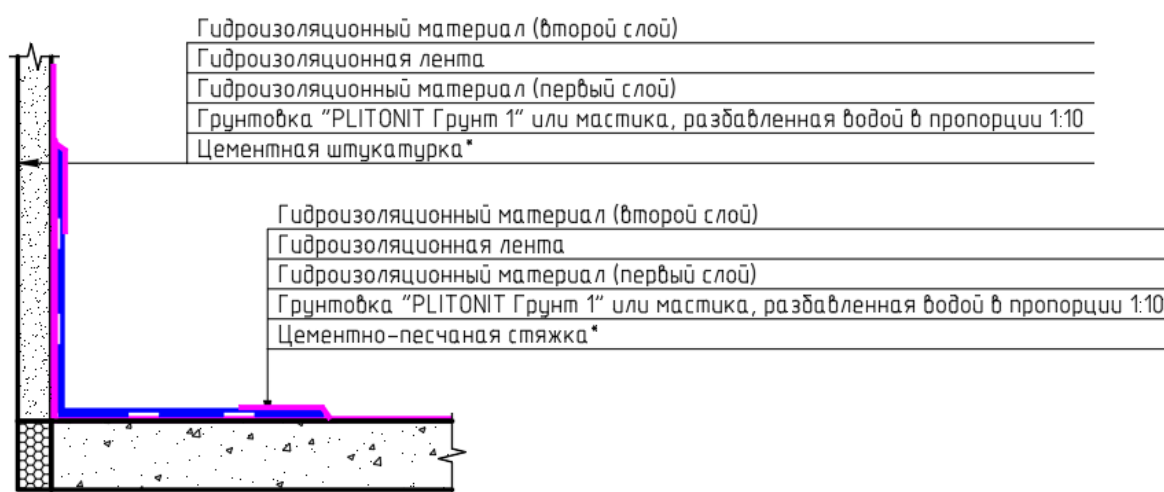 Гидроизоляционный материал (второй слой)
Гидроизоляционная лента
Гидроизоляционный материал (первый слой)
Грунтовка "PLITONIT Грунт 1" или мастика, разбавленная водой в пропорции 1:10
Цементная штукатурка*
Гидроизоляционный материал (второй слой)
Гидроизоляционная лента
Гидроизоляционный материал (первый слой)
Грунтовка "PLITONIT Грунт 1" или мастика, разбавленная водой в пропорции 1:10
Цементно-песчаная стяжка*